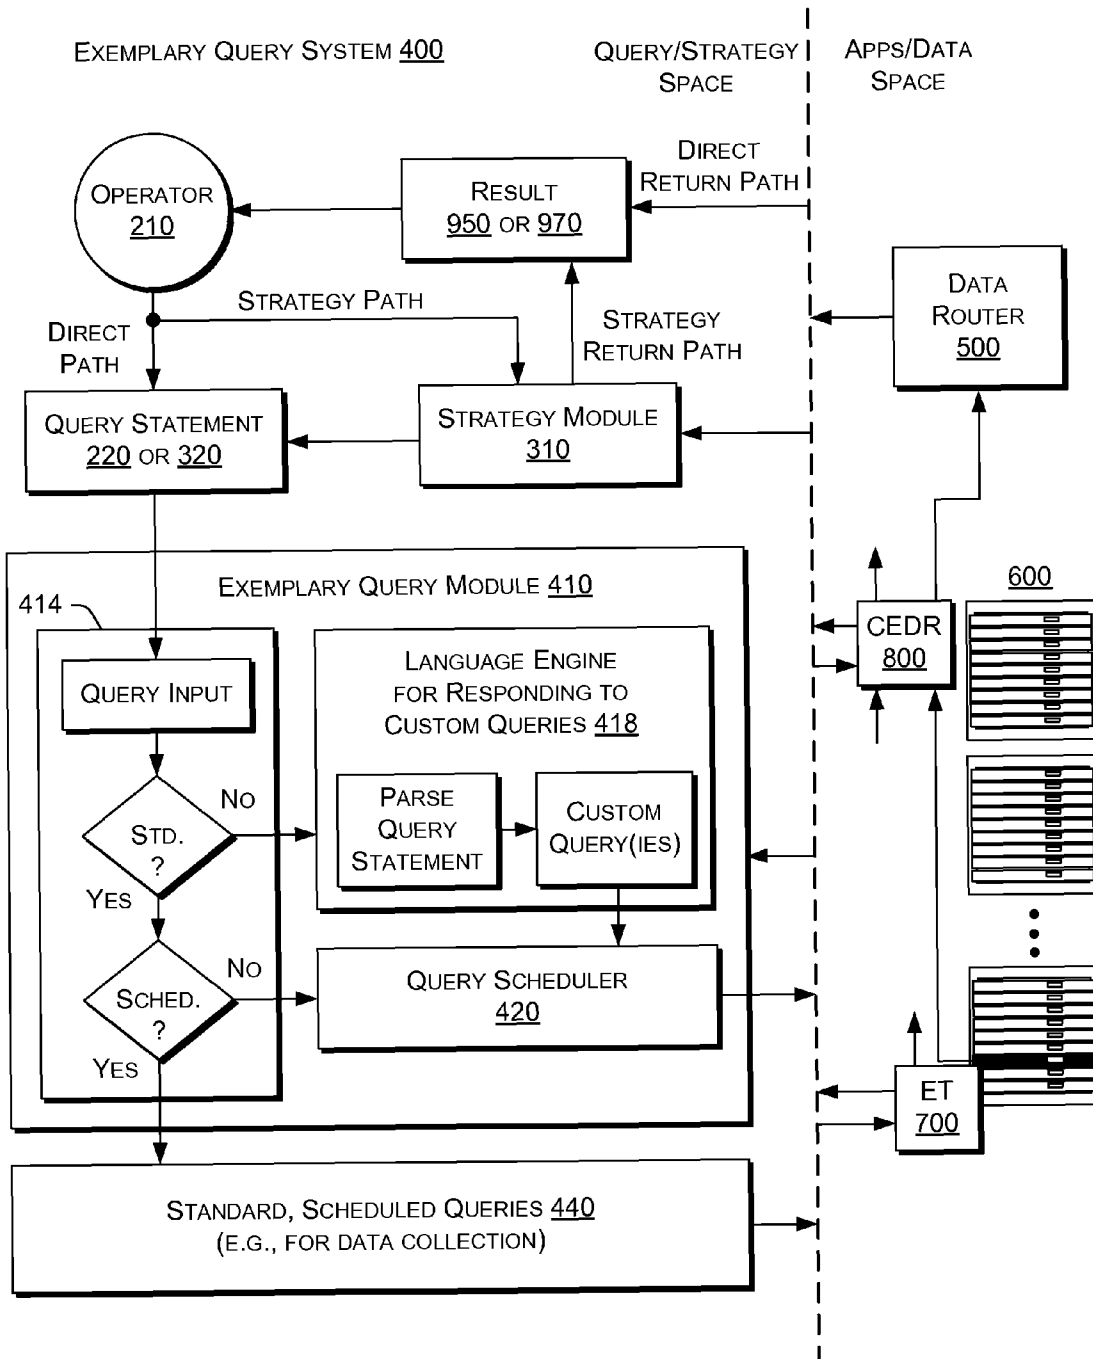 EXEMPLARY QUERY SYSTEM 400
QUERY/STRATEGY
SPACE
APPS/DATA
SPACE
OPERATOR
210
RESULT
950 OR 970
DIRECT
RETURN PATH
STRATEGY PATH
DIRECT
PATH
STRATEGY
RETURN PATH
DATA
ROUTER
500
QUERY STATEMENT
220 OR 320
STRATEGY MODULE
310
EXEMPLARY QUERY MODULE 410
414
QUERY INPUT
LANGUAGE ENGINE
FOR RESPONDING TO
CUSTOM QUERIES 418
CEDR
800
600
STD.
?
NO
YES
PARSE
QUERY
STATEMENT
CUSTOM
QUERY(IES)
SCHED.
?
NO
YES
QUERY SCHEDULER
420
ET
700
STANDARD, SCHEDULED QUERIES 440
(E.G., FOR DATA COLLECTION)